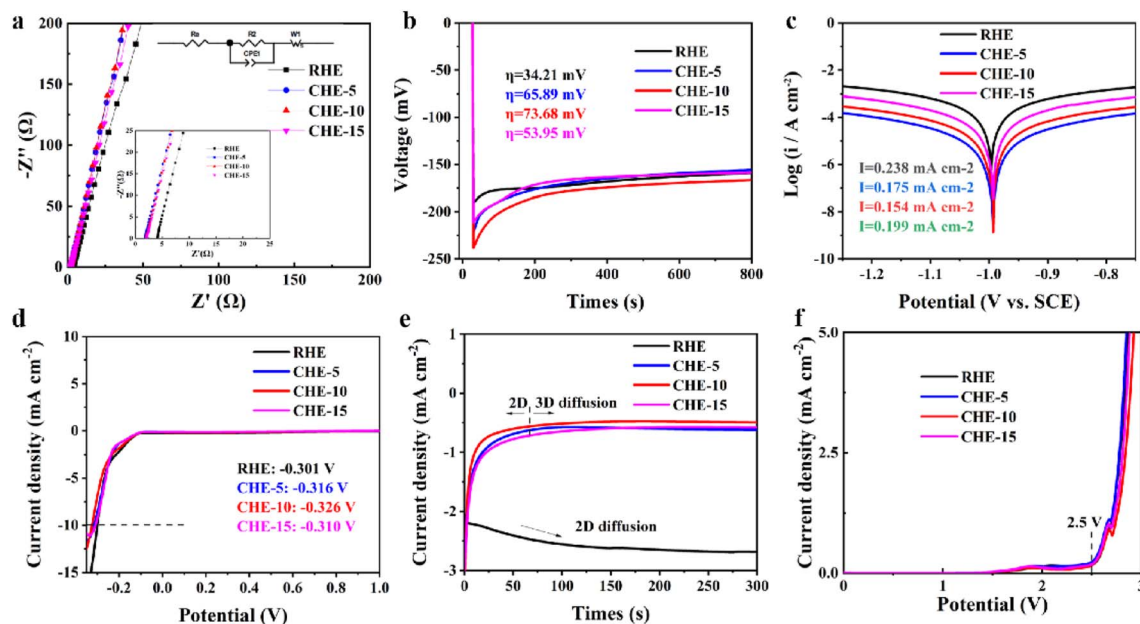 a
-200
-150
-100
-50
0
-Z'' (Ω)
0
50
100
150
200
Z' (Ω)
R2
W1
CPE1
RHE
CHE-5
CHE-10
CHE-15
-25
-20
-15
-10
-5
0
-Z''(Ω)
0
5
10
15
20
25
Z'(Ω)
RHE
CHE-5
CHE-10
CHE-15
b
0
-50
-100
-150
-200
-250
Voltage (mV)
0
200
400
600
800
Times (s)
η=34.21 mV
η=65.89 mV
η=73.68 mV
η=53.95 mV
RHE
CHE-5
CHE-10
CHE-15
c
0
-2
-4
-6
-8
-10
Log (i / A cm-2)
-1.2
-1.1
-1.0
-0.9
-0.8
Potential (V vs. SCE)
RHE
CHE-5
CHE-10
CHE-15
I=0.238 mA cm-2
I=0.175 mA cm-2
I=0.154 mA cm-2
I=0.199 mA cm-2
d
10
5
0
-5
-10
-15
Current density (mA cm-2)
-0.2
0.0
0.2
0.4
0.6
0.8
1.0
Potential (V)
RHE
CHE-5
CHE-10
CHE-15
RHE: -0.301 V
CHE-5: -0.316 V
CHE-10: -0.326 V
CHE-15: -0.310 V
e
1
0
-1
-2
-3
Current density (mA cm-2)
0
50
100
150
200
250
300
Times (s)
RHE
CHE-5
CHE-10
CHE-15
2D
3D diffusion
2D diffusion
f
5.0
2.5
0.0
Current density (mA cm-2)
0
1
2
3
Potential (V)
RHE
CHE-5
CHE-10
CHE-15
2.5 V